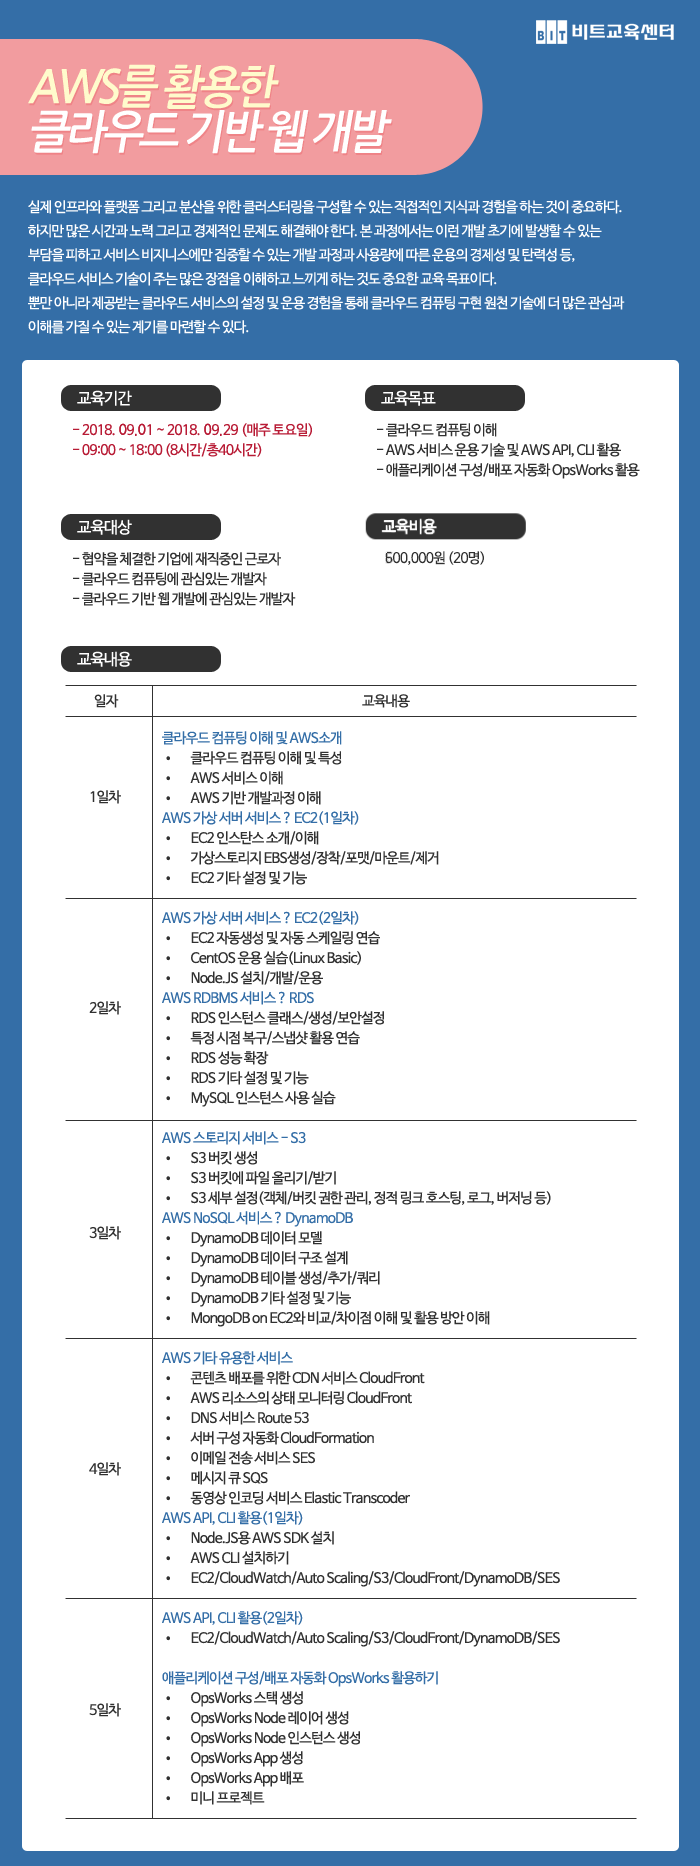 BIT 비트교육센터
AWS를 활용한
클라우드 기반 웹 개발
실제 인프라와 플랫폼 그리고 분산을 위한 클러스터링을 구성할 수 있는 직접적인 지식과 경험을 하는 것이 중요하다.
하지만 많은 시간과 노력 그리고 경제적인 문제도 해결해야 한다. 본 과정에서는 이런 개발 초기에 발생할 수 있는
부담을 피하고 서비스 비지니스에만 집중할 수 있는 개발 과정과 사용량에 따른 운용의 경제성 및 탄력성 등,
클라우드 서비스 기술이 주는 많은 장점을 이해하고 느끼게 하는 것도 중요한 교육 목표이다.
뿐만 아니라 제공받는 클라우드 서비스의 설정 및 운용 경험을 통해 클라우드 컴퓨팅 구현 원천 기술에 더 많은 관심과
이해를 가질 수 있는 계기를 마련할 수 있다.
교육기간
- 2018. 09.01 ~ 2018. 09.29 (매주 토요일)
- 09:00 ~ 18:00 (8시간/총40시간)
교육목표
- 클라우드 컴퓨팅 이해
- AWS 서비스 운용 기술 및 AWS API, CLI 활용
- 애플리케이션 구성/배포 자동화 OpsWorks 활용
교육대상
- 협약을 체결한 기업에 재직중인 근로자
- 클라우드 컴퓨팅에 관심있는 개발자
- 클라우드 기반 웹 개발에 관심있는 개발자
교육비용
600,000원 (20명)
교육내용
일자 교육내용
1일차
클라우드 컴퓨팅 이해 및 AWS소개
• 클라우드 컴퓨팅 이해 및 특성
• AWS 서비스 이해
• AWS 기반 개발과정 이해
AWS 가상 서버 서비스 ? EC2(1일차)
• EC2 인스탄스 소개/이해
• 가상스토리지 EBS생성/장착/포맷/마운트/제거
• EC2 기타 설정 및 기능
2일차
AWS 가상 서버 서비스 ? EC2(2일차)
• EC2 자동생성 및 자동 스케일링 연습
• CentOS 운용 실습(Linux Basic)
• Node.JS 설치/개발/운용
AWS RDBMS 서비스 ? RDS
• RDS 인스턴스 클래스/생성/보안설정
• 특정 시점 복구/스냅샷 활용 연습
• RDS 성능 확장
• RDS 기타 설정 및 기능
• MySQL 인스턴스 사용 실습
3일차
AWS 스토리지 서비스 - S3
• S3 버킷 생성
• S3 버킷에 파일 올리기/받기
• S3 세부 설정(객체/버킷 권한 관리, 정적 링크 호스팅, 로그, 버저닝 등)
AWS NoSQL 서비스 ? DynamoDB
• DynamoDB 데이터 모델
• DynamoDB 데이터 구조 설계
• DynamoDB 테이블 생성/추가/쿼리
• DynamoDB 기타 설정 및 기능
• MongoDB on EC2와 비교/차이점 이해 및 활용 방안 이해
4일차
AWS 기타 유용한 서비스
• 콘텐츠 배포를 위한 CDN 서비스 CloudFront
• AWS 리소스의 상태 모니터링 CloudFront
• DNS 서비스 Route 53
• 서버 구성 자동화 CloudFormation
• 이메일 전송 서비스 SES
• 메시지 큐 SQS
• 동영상 인코딩 서비스 Elastic Transcoder
AWS API, CLI 활용(1일차)
• Node.JS용 AWS SDK 설치
• AWS CLI 설치하기
• EC2/CloudWatch/Auto Scaling/S3/CloudFront/DynamoDB/SES
5일차
AWS API, CLI 활용(2일차)
• EC2/CloudWatch/Auto Scaling/S3/CloudFront/DynamoDB/SES
애플리케이션 구성/배포 자동화 OpsWorks 활용하기
• OpsWorks 스택 생성
• OpsWorks Node 레이어 생성
• OpsWorks Node 인스턴스 생성
• OpsWorks App 생성
• OpsWorks App 배포
• 미니 프로젝트